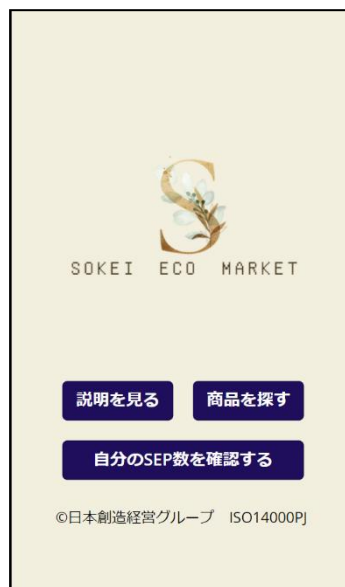 S
SOKEI ECO MARKET
説明を見る 商品を探す
自分のSEP数を確認する
©日本創造経営グループ ISO14000PJ